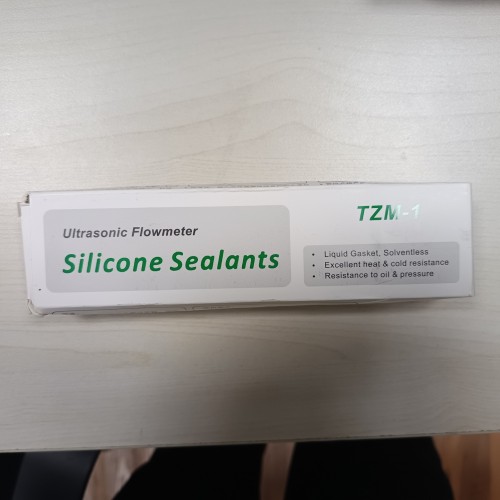 Ultrasonic Flowmeter
Silicone Sealants
TZM-1
• Liquid Gasket, Solventless
• Excellent heat & cold resistance
• Resistance to oil & pressure